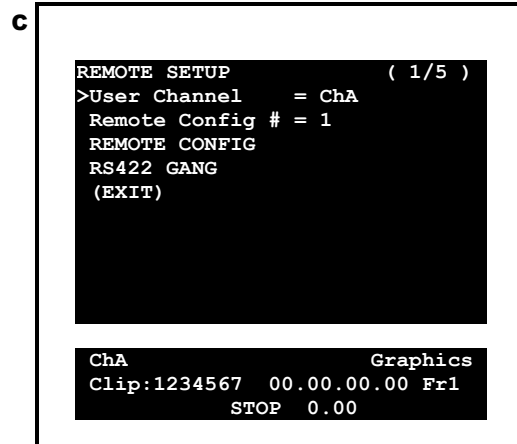 c
REMOTE SETUP ( 1/5 )
>User Channel = ChA
Remote Config # = 1
REMOTE CONFIG
RS422 GANG
(EXIT)
ChA Graphics
Clip:1234567 00.00.00.00 Fr1
STOP 0.00